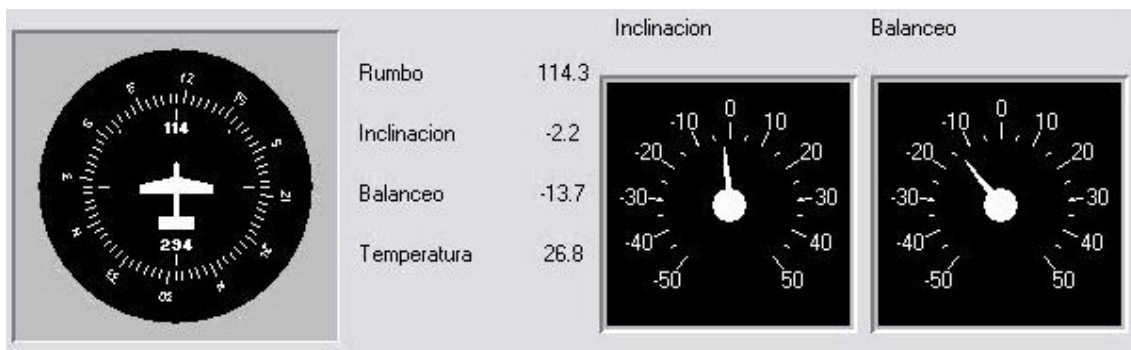 Inclinacion
Balanceo
Rumbo 114.3
Inclinacion -2.2
Balanceo -13.7
Temperatura 26.8
114
294
12
-50 -40 -30 -20 -10 0 10 20 30 40 50
-50 -40 -30 -20 -10 0 10 20 30 40 50